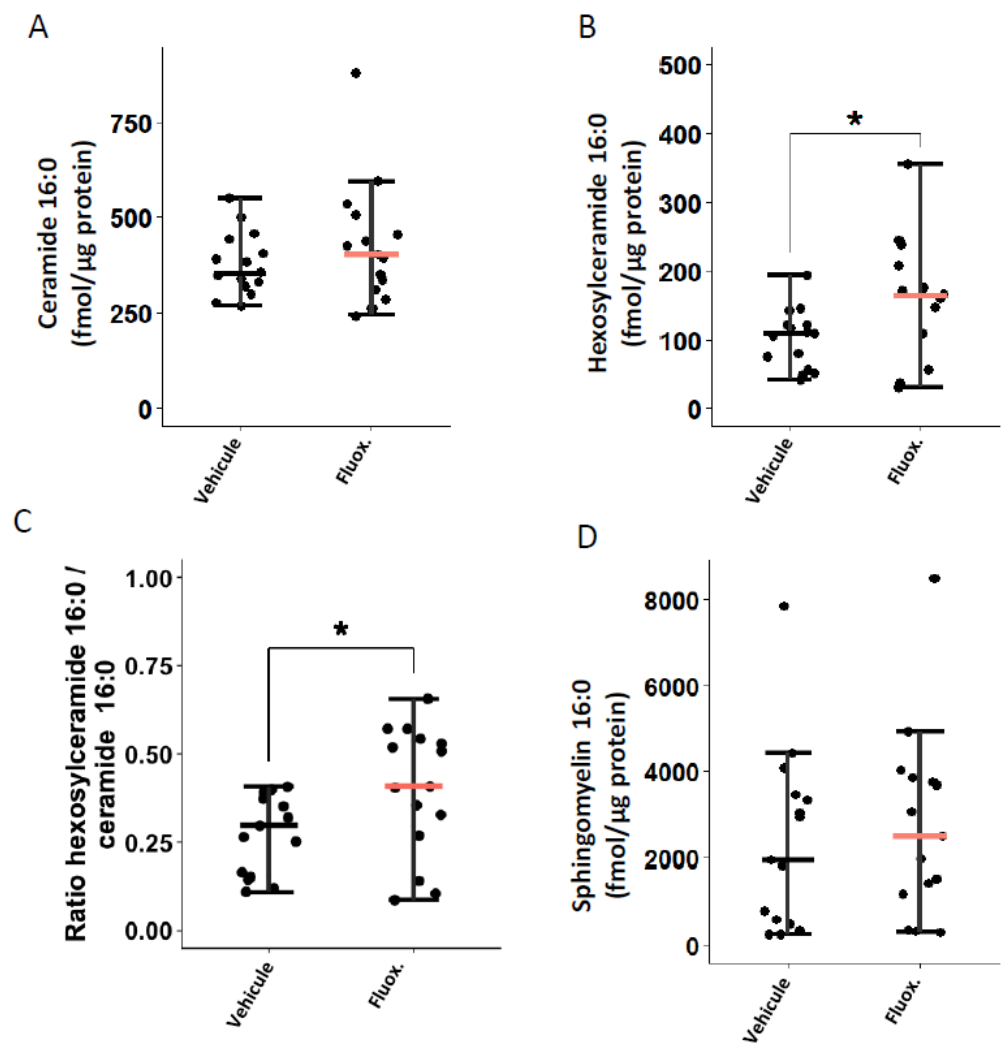 A
Ceramide 16:0
(fmol/µg protein)
750
500
250
0
Vehicule
Fluox.
B
Hexosylceramide 16:0
(fmol/µg protein)
500
400
300
200
100
0
*
Vehicule
Fluox.
C
Ratio hexosylceramide 16:0 /
ceramide 16:0
1.00
0.75
0.50
0.25
0.00
*
Vehicule
Fluox.
D
Sphingomyelin 16:0
(fmol/µg protein)
8000
6000
4000
2000
0
Vehicule
Fluox.